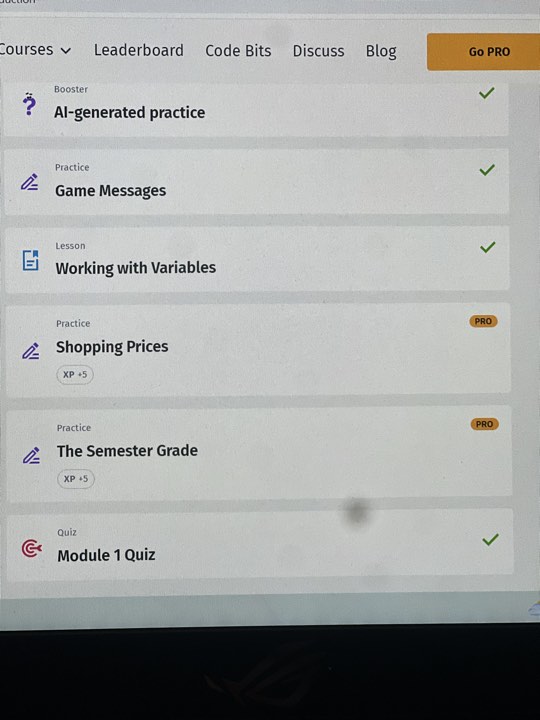 Courses
Leaderboard
Code Bits
Discuss
Blog
Go PRO
Booster
AI-generated practice
Practice
Game Messages
Lesson
Working with Variables
Practice
Shopping Prices
XP +5
PRO
Practice
The Semester Grade
XP +5
PRO
Quiz
Module 1 Quiz